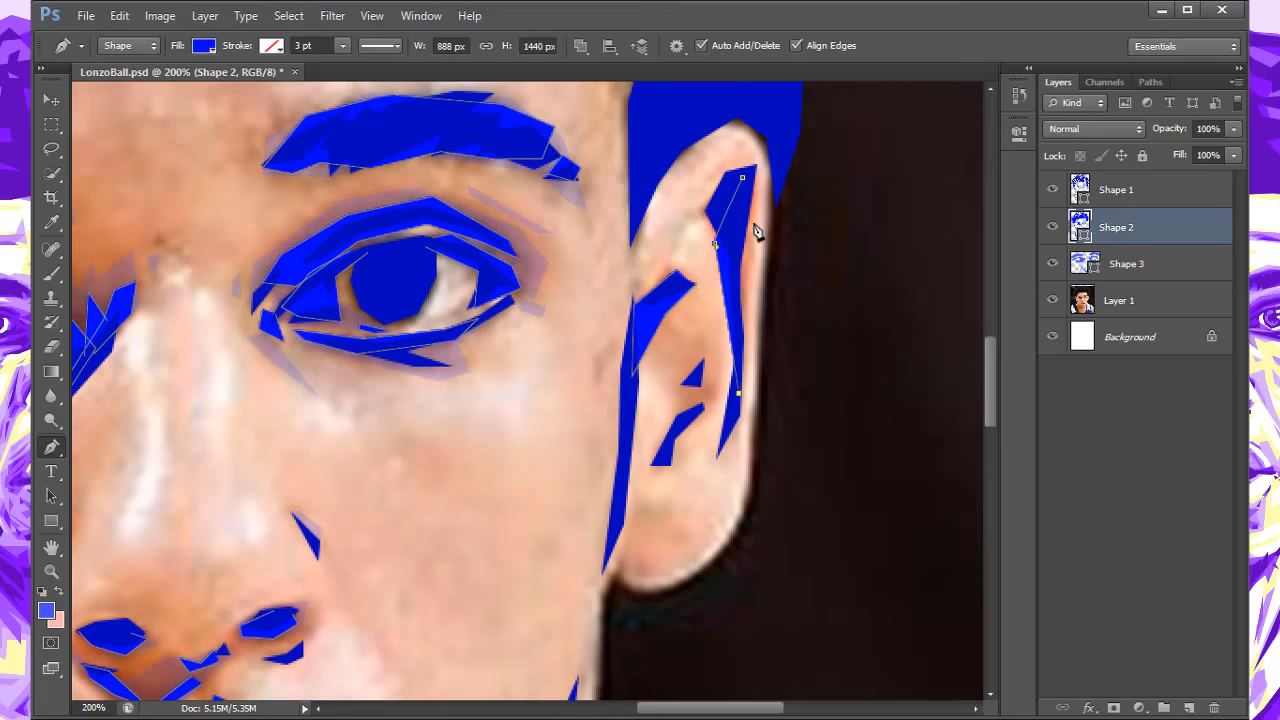 Ps File Edit Image Layer Type Select Filter View Window Help
Shape Fill: Stroke: 3 pt W: 888 px H: 1440 px Auto Add/Delete Align Edges Essentials
LonzoBall.psd @ 200% (Shape 2, RGB/8) * ×
Layers Channels Paths
Kind
Normal Opacity: 100%
Lock: Fill: 100%
Shape 1
Shape 2
Shape 3
Layer 1
Background
T
200% Doc: 5.15M/5.35M
fx